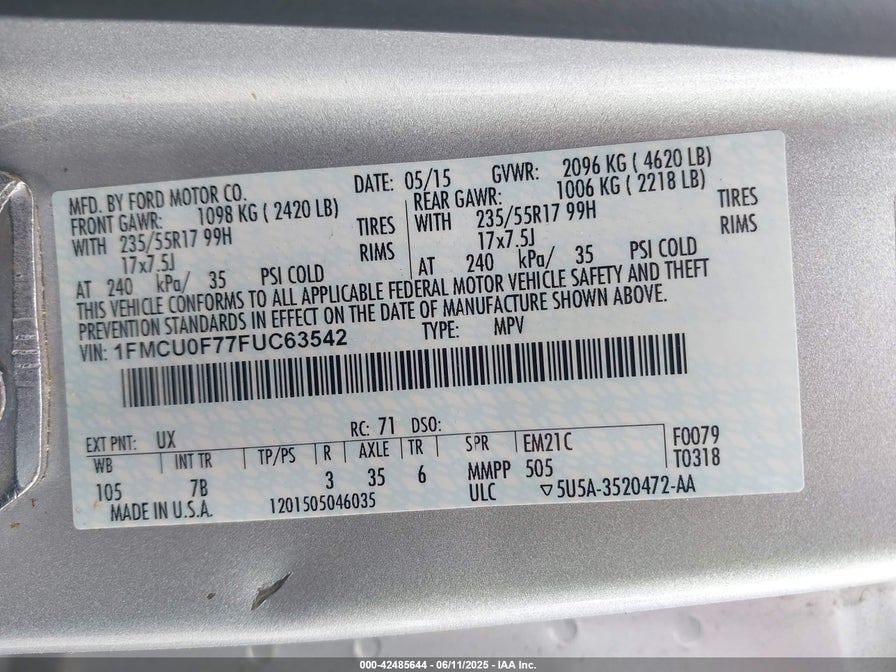 MFD. BY FORD MOTOR CO.
DATE: 05/15
GVWR: 2096 KG ( 4620 LB)
FRONT GAWR: 1098 KG ( 2420 LB)
WITH 235/55R17 99H TIRES
17x7.5J RIMS
AT 240 kPa/ 35 PSI COLD
REAR GAWR: 1006 KG ( 2218 LB)
WITH 235/55R17 99H TIRES
17x7.5J RIMS
AT 240 kPa/ 35 PSI COLD
THIS VEHICLE CONFORMS TO ALL APPLICABLE FEDERAL MOTOR VEHICLE SAFETY AND THEFT
PREVENTION STANDARDS IN EFFECT ON THE DATE OF MANUFACTURE SHOWN ABOVE.
VIN: 1FMCU0F77FUC63542
TYPE: MPV
RC: 71 DSO:
EXT PNT: UX
WB INT TR TP/PS R AXLE TR SPR EM21C F0079
105 7B 3 35 6 MMPP 505 T0318
ULC ▽5U5A-3520472-AA
MADE IN U.S.A. 1201505046035
000-42485644 | 06/11/2025 - IAA Inc.